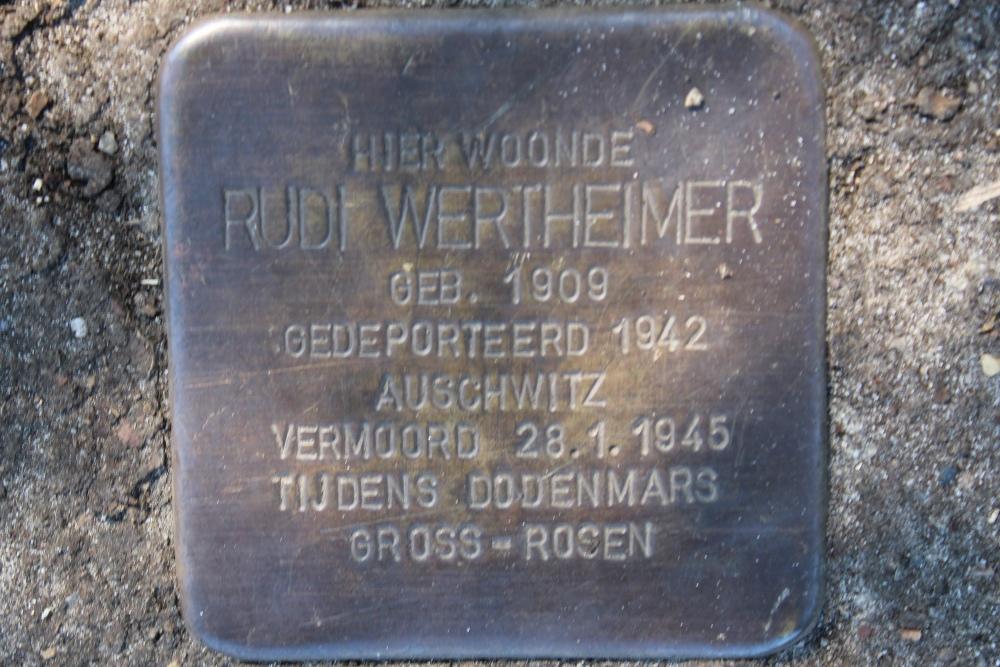 HIER WOONDE
RUDI WERTHEIMER
GEB. 1909
GEDEPORTEERD 1942
AUSCHWITZ
VERMOORD 28.1.1945
TIJDENS DODENMARS
GROSS-ROSEN